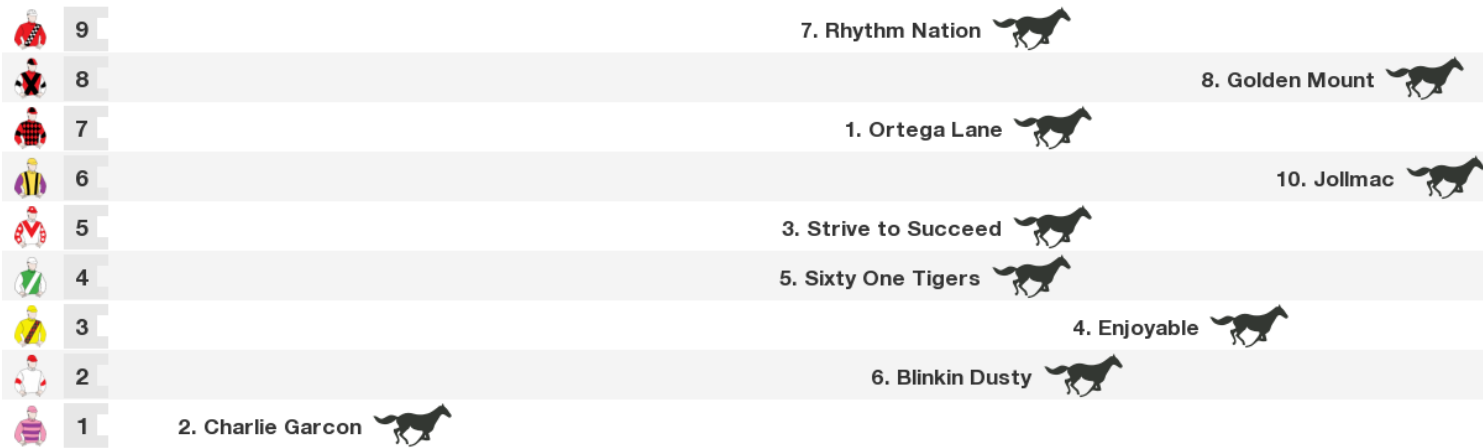 9 7. Rhythm Nation
8 8. Golden Mount
7 1. Ortega Lane
6 10. Jollmac
5 3. Strive to Succeed
4 5. Sixty One Tigers
3 4. Enjoyable
2 6. Blinkin Dusty
1 2. Charlie Garcon